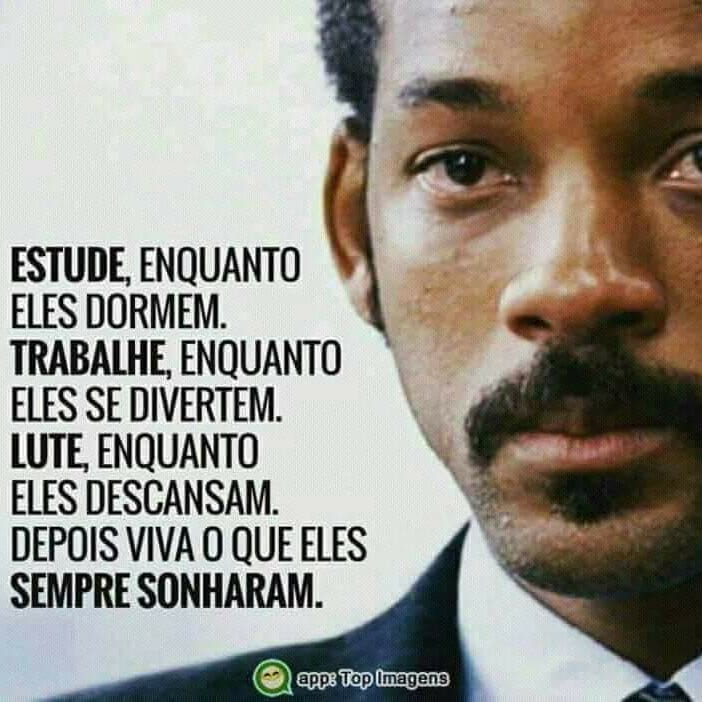 ESTUDE, ENQUANTO
ELES DORMEM.
TRABALHE, ENQUANTO
ELES SE DIVERTEM.
LUTE, ENQUANTO
ELES DESCANSAM.
DEPOIS VIVA O QUE ELES
SEMPRE SONHARAM.
app: Top Imagens